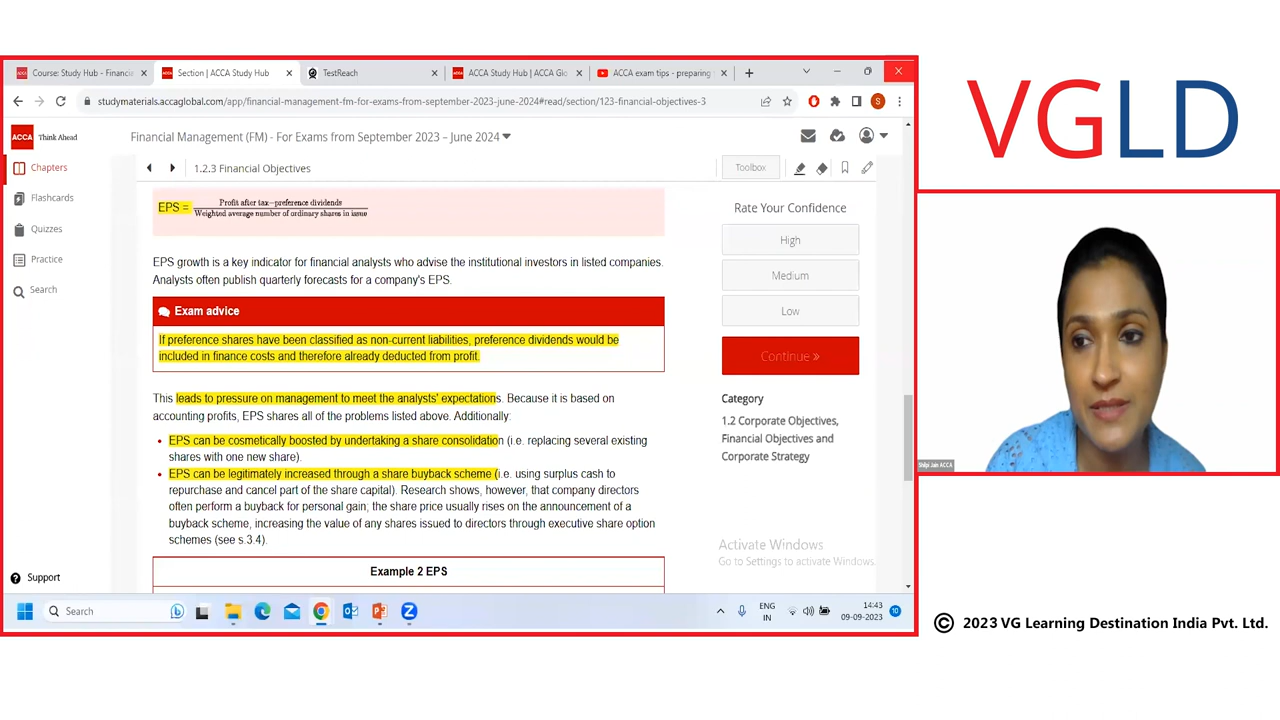 Course: Study Hub - Financia
Section | ACCA Study Hub
TestReach
ACCA Study Hub | ACCA Glo
ACCA exam tips - preparing
studymaterials.accaglobal.com/app/financial-management-fm-for-exams-from-september-2023-june-2024#read/section/123-financial-objectives-3
S
ACCA
Think Ahead
Financial Management (FM) - For Exams from September 2023 – June 2024
Chapters
Flashcards
Quizzes
Practice
Search
Support
1.2.3 Financial Objectives
Toolbox
EPS = Profit after tax−preference dividends
Weighted average number of ordinary shares in issue
EPS growth is a key indicator for financial analysts who advise the institutional investors in listed companies.
Analysts often publish quarterly forecasts for a company's EPS.
Exam advice
If preference shares have been classified as non-current liabilities, preference dividends would be
included in finance costs and therefore already deducted from profit.
This leads to pressure on management to meet the analysts' expectations. Because it is based on
accounting profits, EPS shares all of the problems listed above. Additionally:
• EPS can be cosmetically boosted by undertaking a share consolidation (i.e. replacing several existing
shares with one new share).
• EPS can be legitimately increased through a share buyback scheme (i.e. using surplus cash to
repurchase and cancel part of the share capital). Research shows, however, that company directors
often perform a buyback for personal gain; the share price usually rises on the announcement of a
buyback scheme, increasing the value of any shares issued to directors through executive share option
schemes (see s.3.4).
Example 2 EPS
Rate Your Confidence
High
Medium
Low
Continue »
Category
1.2 Corporate Objectives,
Financial Objectives and
Corporate Strategy
Activate Windows
Go to Settings to activate Windows.
Search
ENG
IN
14:43
09-09-2023
10
VGLD
Shilpi Jain ACCA
© 2023 VG Learning Destination India Pvt. Ltd.